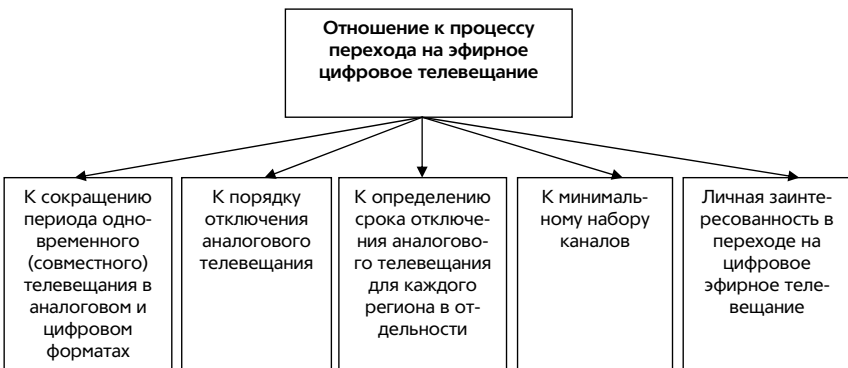 Отношение к процессу
перехода на эфирное
цифровое телевещание
К сокращению
периода одно-
временного
(совместного)
телевещания в
аналоговом и
цифровом
форматах
К порядку
отключения
аналогового
телевещания
К определению
срока отключе-
ния аналогово-
го телевещания
для каждого
региона в от-
дельности
К минималь-
ному набору
каналов
Личная заинте-
ресованность в
переходе на
цифровое
эфирное теле-
вещание